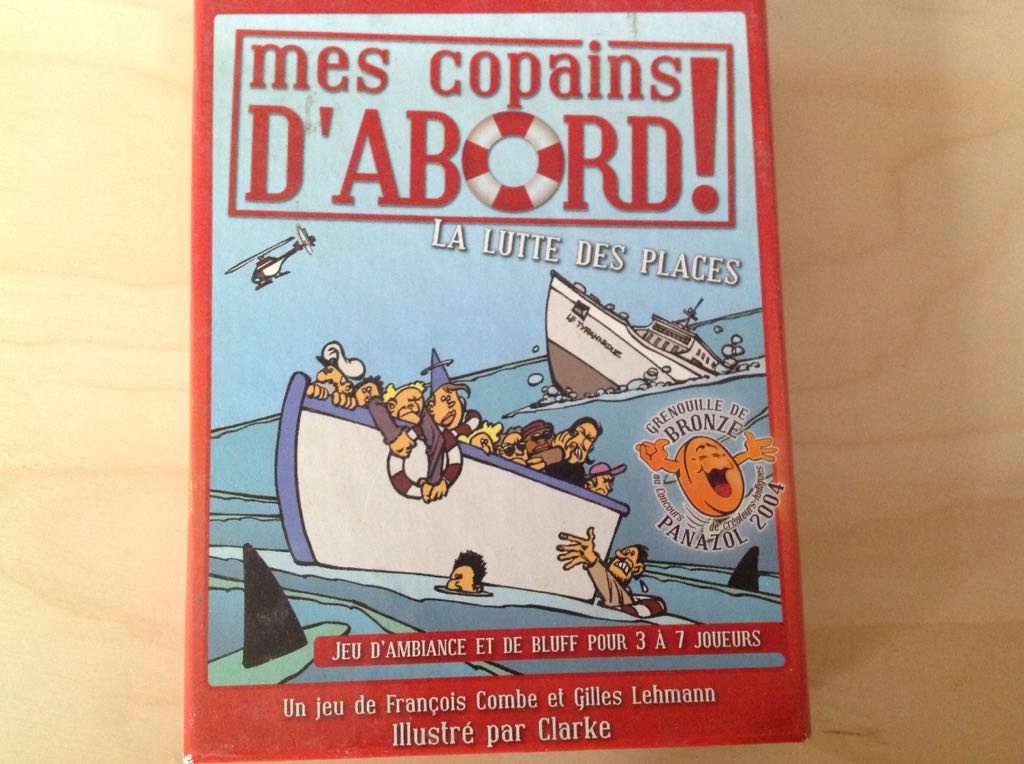 mes copains
D'ABORD!
LA LUTTE DES PLACES
LE TYRANNIQUE
GRENOUILLE DE
BRONZE
au Concours
de créateurs ludiques
PANAZOL 2004
JEU D'AMBIANCE ET DE BLUFF POUR 3 À 7 JOUEURS
Un jeu de François Combe et Gilles Lehmann
Illustré par Clarke